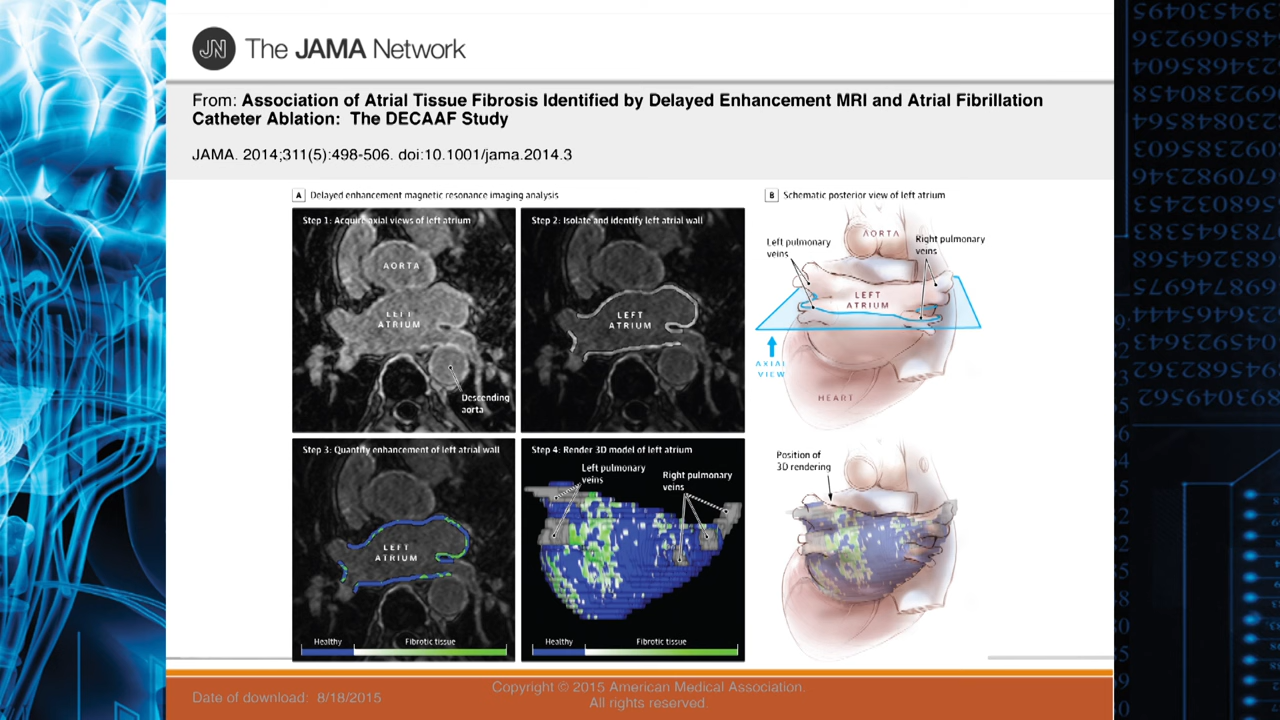 JN The JAMA Network
From: Association of Atrial Tissue Fibrosis Identified by Delayed Enhancement MRI and Atrial Fibrillation
Catheter Ablation: The DECAAF Study
JAMA. 2014;311(5):498-506. doi:10.1001/jama.2014.3
A Delayed enhancement magnetic resonance imaging analysis
Step 1: Acquire axial views of left atrium
AORTA
LEFT
ATRIUM
Descending
aorta
Step 2: Isolate and identify left atrial wall
LEFT
ATRIUM
Step 3: Quantify enhancement of left atrial wall
LEFT
ATRIUM
Healthy Fibrotic tissue
Step 4: Render 3D model of left atrium
Left pulmonary
veins
Right pulmonary
veins
Healthy Fibrotic tissue
B Schematic posterior view of left atrium
AORTA
Left pulmonary
veins
Right pulmonary
veins
LEFT
ATRIUM
AXIAL
VIEW
HEART
Position of
3D rendering
Date of download: 8/18/2015
Copyright © 2015 American Medical Association.
All rights reserved.